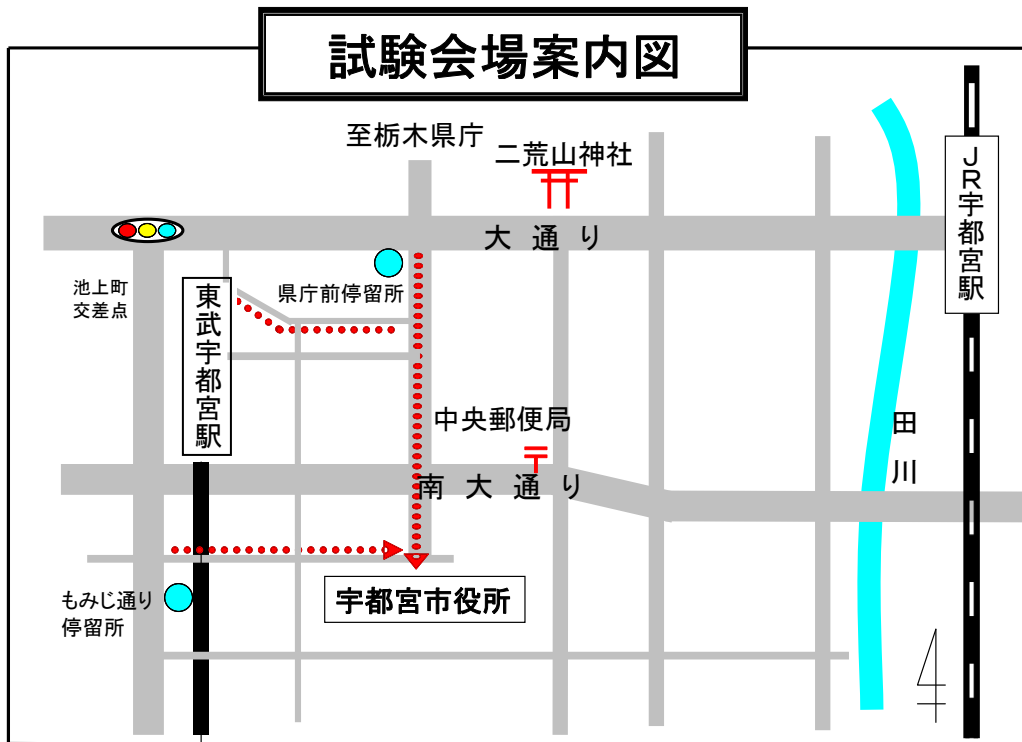 試験会場案内図
至栃木県庁
二荒山神社
JR宇都宮駅
大通り
池上町
交差点
東武宇都宮駅
県庁前停留所
中央郵便局
田川
南大通り
もみじ通り
停留所
宇都宮市役所